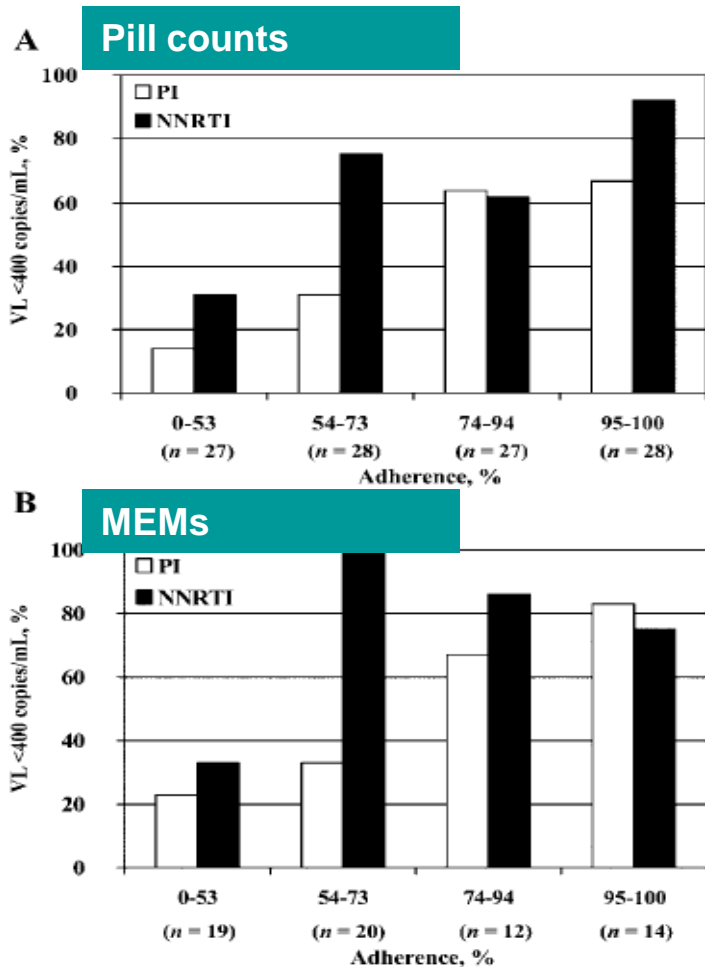 A Pill counts
100
80
60
40
20
0
VL <400 copies/mL, %
PI
NNRTI
0-53 54-73 74-94 95-100
(n = 27) (n = 28) (n = 27) (n = 28)
Adherence, %
B MEMs
100
80
60
40
20
0
VL <400 copies/mL, %
PI
NNRTI
0-53 54-73 74-94 95-100
(n = 19) (n = 20) (n = 12) (n = 14)
Adherence, %